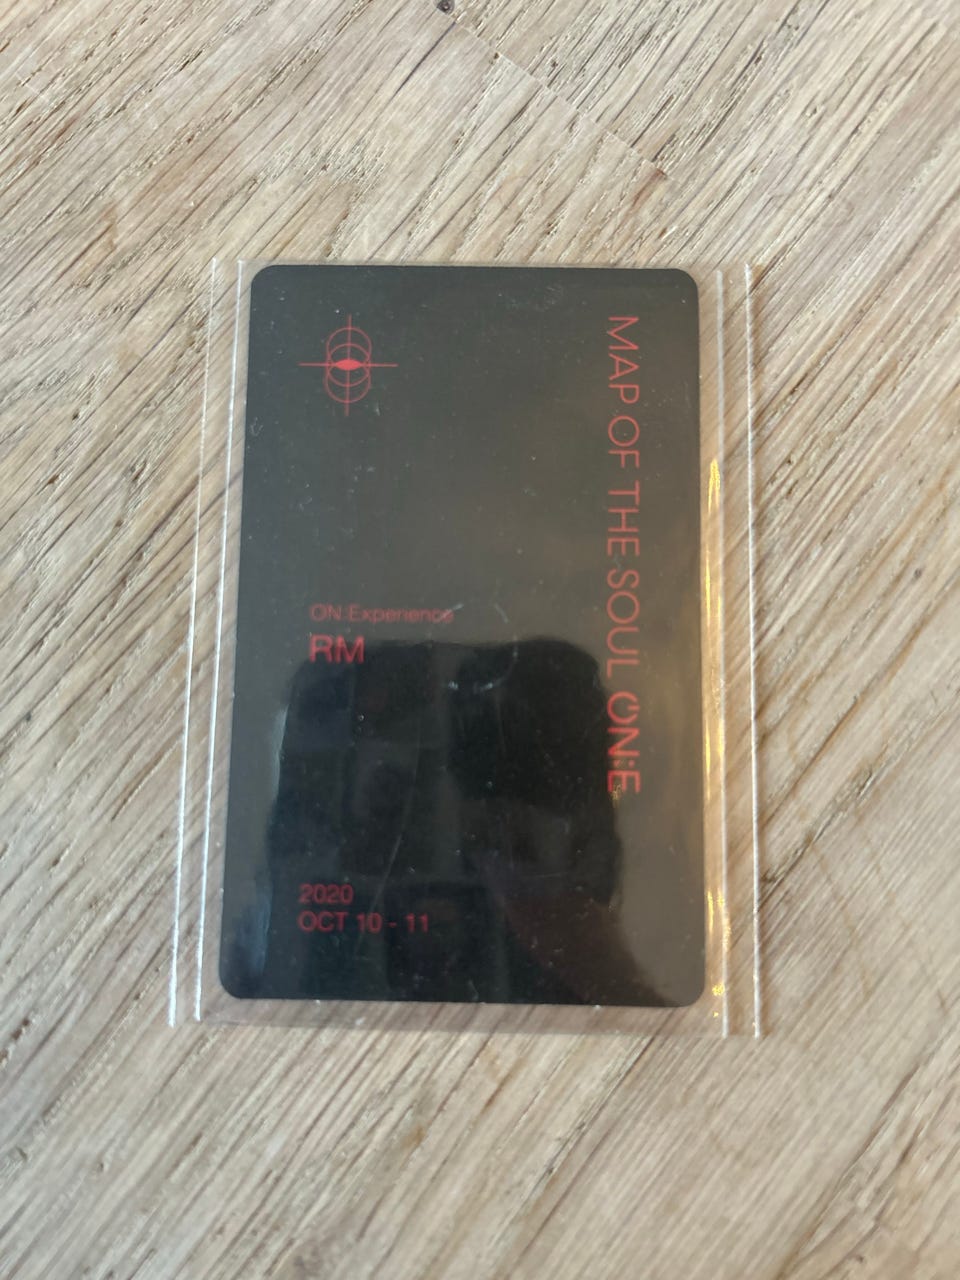 MAP OF THE SOUL ON:E
ON:Experience
RM
2020
OCT 10 - 11